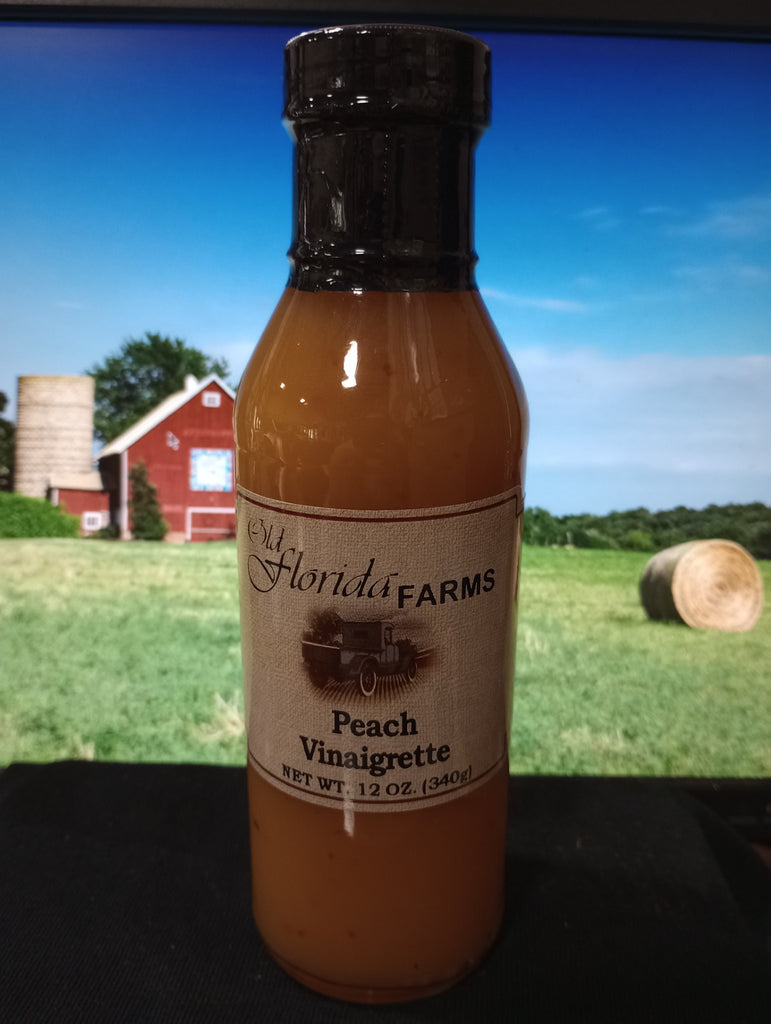 Old
Florida FARMS
Peach
Vinaigrette
NET WT. 12 OZ. (340g)